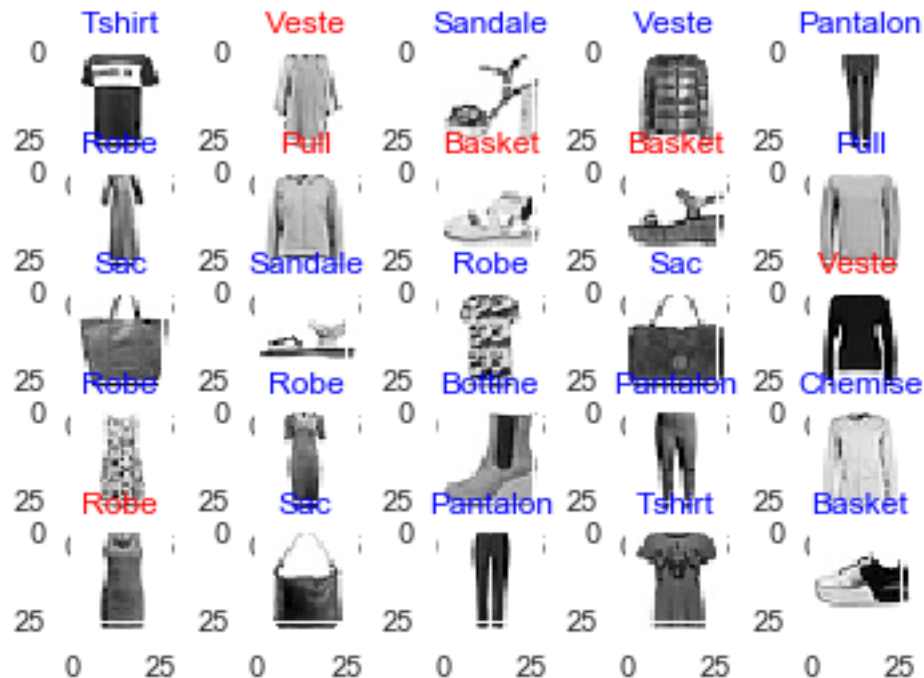 Tshirt Veste Sandale Veste Pantalon
0 0 0 0 0
25 25 25 25 25
Robe Pull Basket Basket Pull
0 0 0 0 0
25 25 25 25 25
Sac Sandale Robe Sac Veste
0 0 0 0 0
25 25 25 25 25
Robe Robe Bottine Pantalon Chemise
0 0 0 0 0
25 25 25 25 25
Robe Sac Pantalon Tshirt Basket
0 0 0 0 0
25 25 25 25 25
0 25 0 25 0 25 0 25 0 25